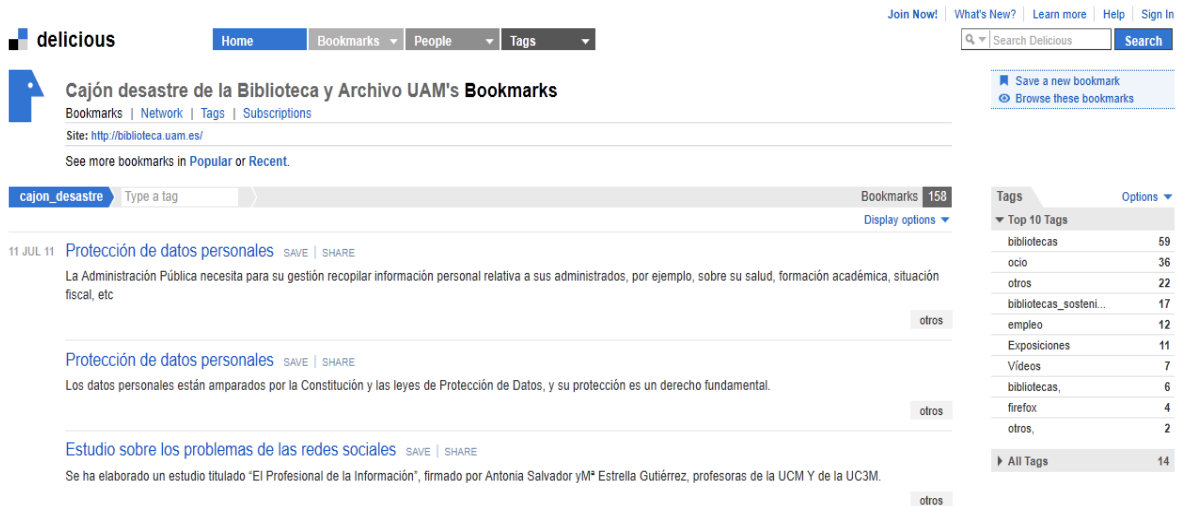 Join Now! What's New? Learn more Help Sign In
delicious Home Bookmarks People Tags Search Delicious Search
Cajón desastre de la Biblioteca y Archivo UAM's Bookmarks
Bookmarks | Network | Tags | Subscriptions
Site: http://biblioteca.uam.es/
See more bookmarks in Popular or Recent.
Save a new bookmark
Browse these bookmarks
cajon_desastre Type a tag Bookmarks 158
Display options
11 JUL 11 Protección de datos personales SAVE | SHARE
La Administración Pública necesita para su gestión recopilar información personal relativa a sus administrados, por ejemplo, sobre su salud, formación académica, situación
fiscal, etc
otros
Protección de datos personales SAVE | SHARE
Los datos personales están amparados por la Constitución y las leyes de Protección de Datos, y su protección es un derecho fundamental.
otros
Estudio sobre los problemas de las redes sociales SAVE | SHARE
Se ha elaborado un estudio titulado “El Profesional de la Información”, firmado por Antonia Salvador yMª Estrella Gutiérrez, profesoras de la UCM Y de la UC3M.
otros
Tags Options
Top 10 Tags
bibliotecas 59
ocio 36
otros 22
bibliotecas_sosteni... 17
empleo 12
Exposiciones 11
Vídeos 7
bibliotecas, 6
firefox 4
otros, 2
All Tags 14